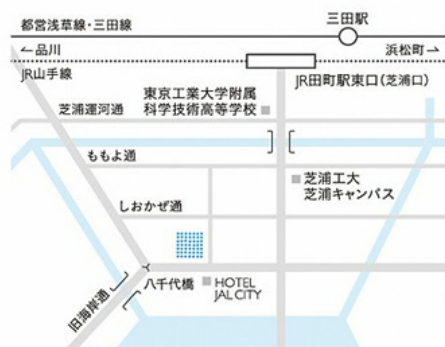 都営浅草線・三田線
三田駅
←品川
浜松町→
JR山手線
JR田町駅東口(芝浦口)
東京工業大学附属
科学技術高等学校
芝浦運河通
ももよ通
芝浦工大
芝浦キャンパス
しおかぜ通
八千代橋
HOTEL
JAL CITY
旧海岸通